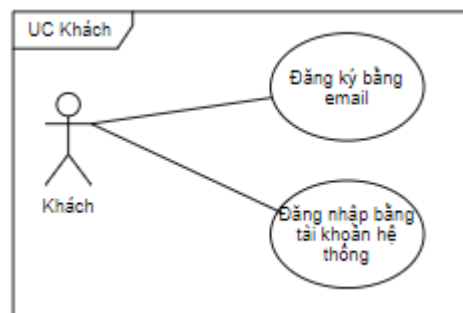 UC Khách
Đăng ký bằng
email
Khách
Đăng nhập bằng
tài khoản hệ
thống